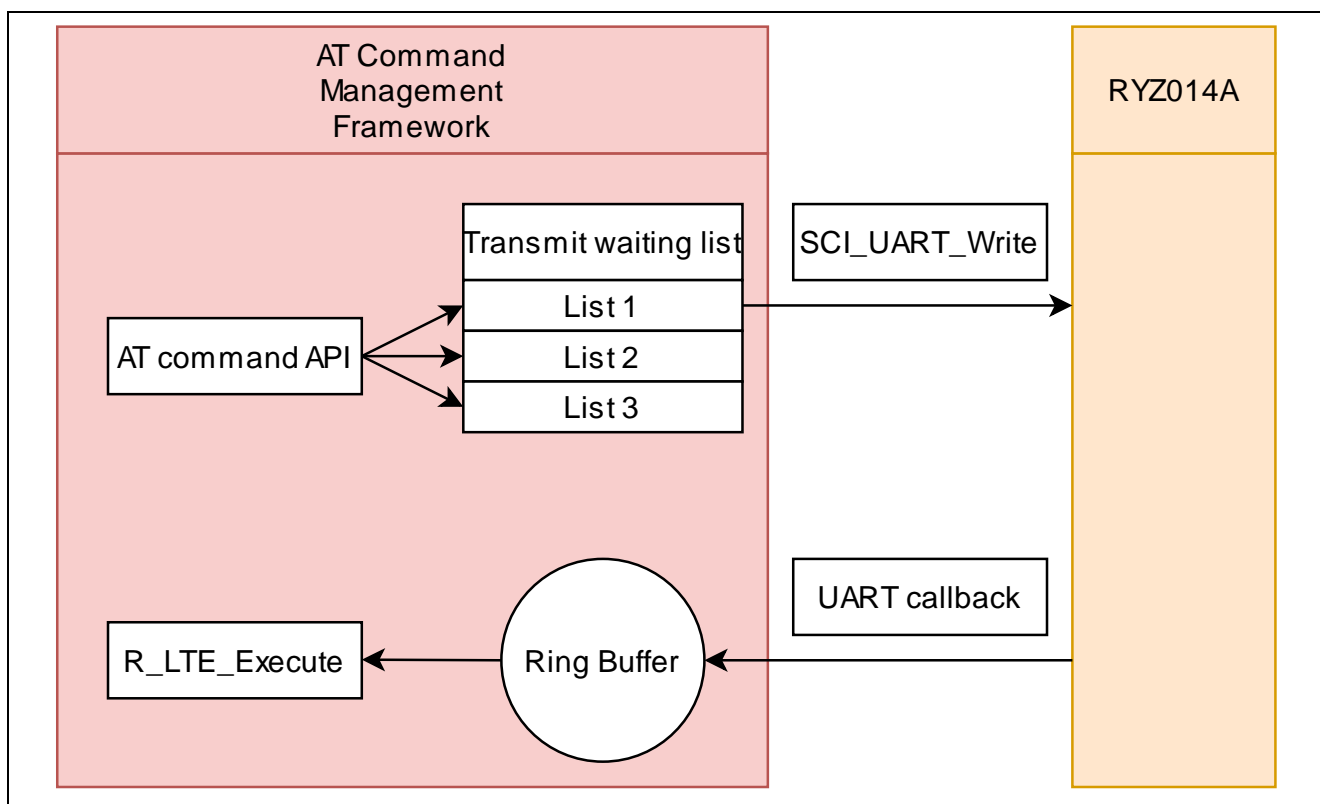 AT Command
Management
Framework
RYZ014A
Transmit waiting list
SCI_UART_Write
List 1
AT command API
List 2
List 3
UART callback
R_LTE_Execute
Ring Buffer